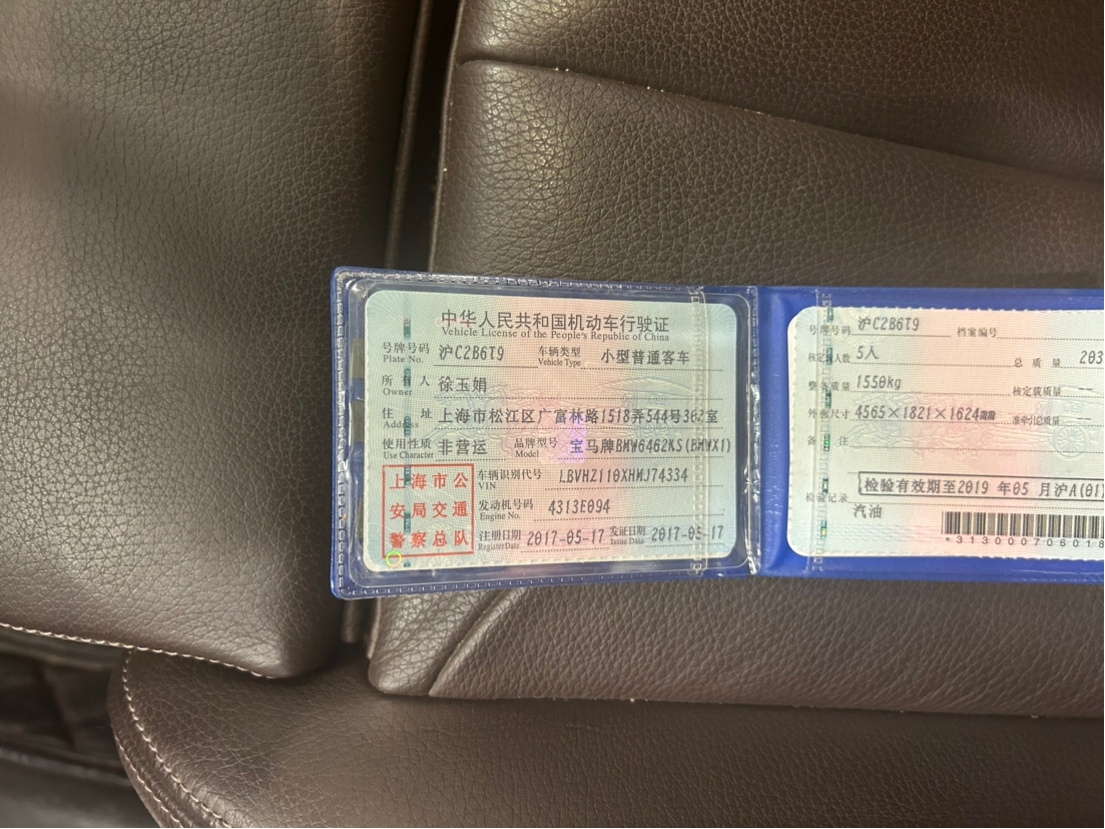 中华人民共和国机动车行驶证
Vehicle License of the People's Republic of China
号牌号码 沪C2B6T9 车辆类型 小型普通客车
Plate No. Vehicle Type
所有人 徐玉娟
Owner
住址 上海市松江区广富林路1518弄544号302室
Address
使用性质 非营运 品牌型号 宝马牌BMW6462KS(BMWX1)
Use Character Model
上海市公
安局交通
警察总队
车辆识别代号 LBVHZ110XHMJ74334
VIN
发动机号码 4313E094
Engine No.
注册日期 2017-05-17 发证日期 2017-05-17
Register Date Issue Date
号牌号码 沪C2B6T9 档案编号
核定人数 5人 总质量 203
整备质量 1550kg 核定载质量 --
外廓尺寸 4565×1821×1624 准牵引总质量 --
备注
检验有效期至2019 年05 月沪A(01)
检验记录
汽油
*313000706018